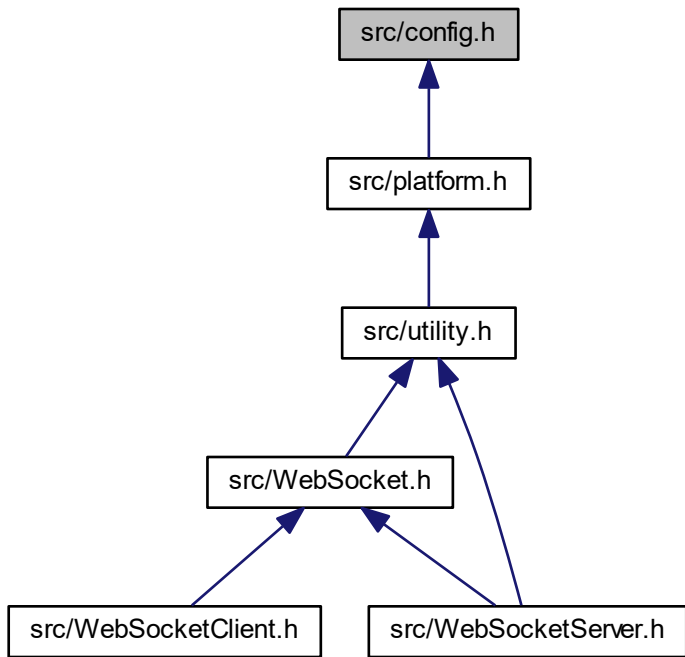 src/config.h
src/platform.h
src/utility.h
src/WebSocket.h
src/WebSocketClient.h
src/WebSocketServer.h